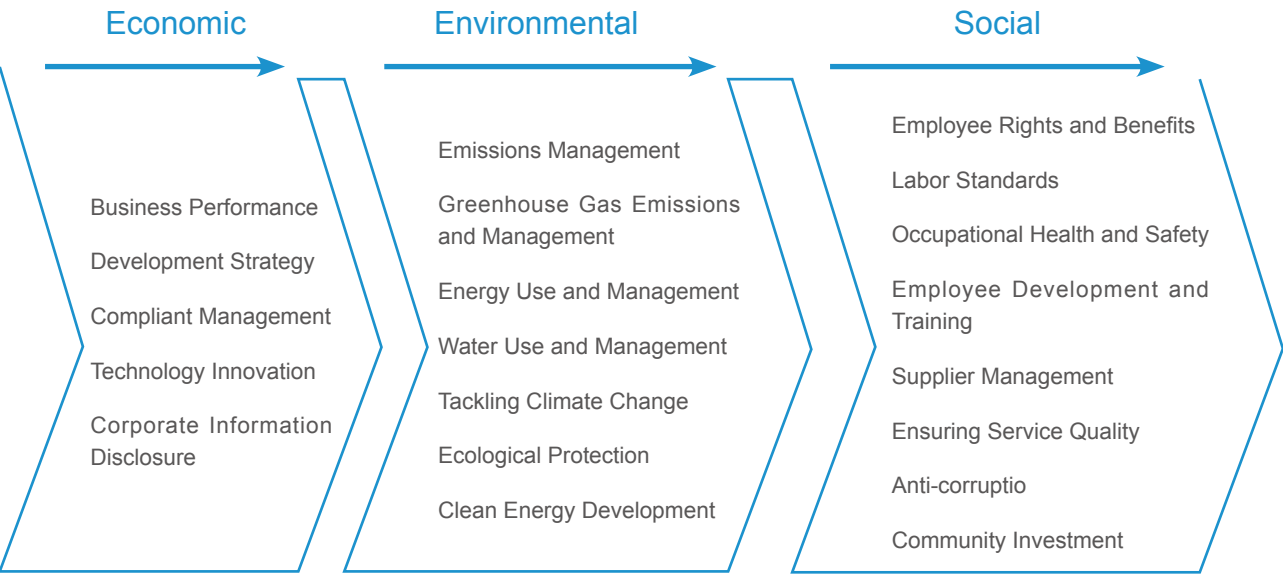 Economic
Environmental
Social
Business Performance
Development Strategy
Compliant Management
Technology Innovation
Corporate Information
Disclosure
Emissions Management
Greenhouse Gas Emissions
and Management
Energy Use and Management
Water Use and Management
Tackling Climate Change
Ecological Protection
Clean Energy Development
Employee Rights and Benefits
Labor Standards
Occupational Health and Safety
Employee Development and
Training
Supplier Management
Ensuring Service Quality
Anti-corruptio
Community Investment